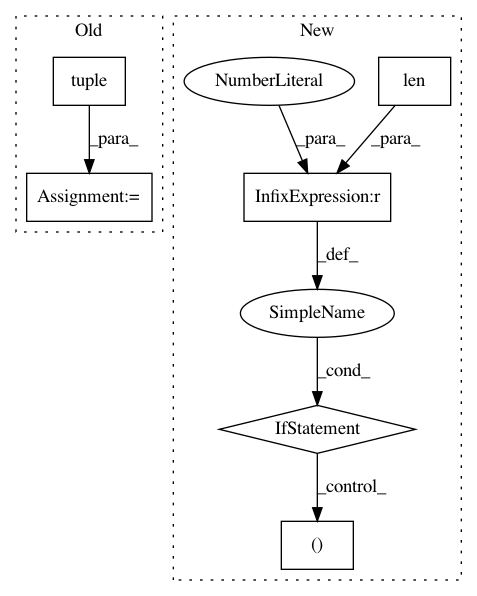 Old
New
tuple
NumberLiteral
len
_para_
_para_
_para_
Assignment:=
InfixExpression:r
_def_
SimpleName
_cond_
IfStatement
_control_
()